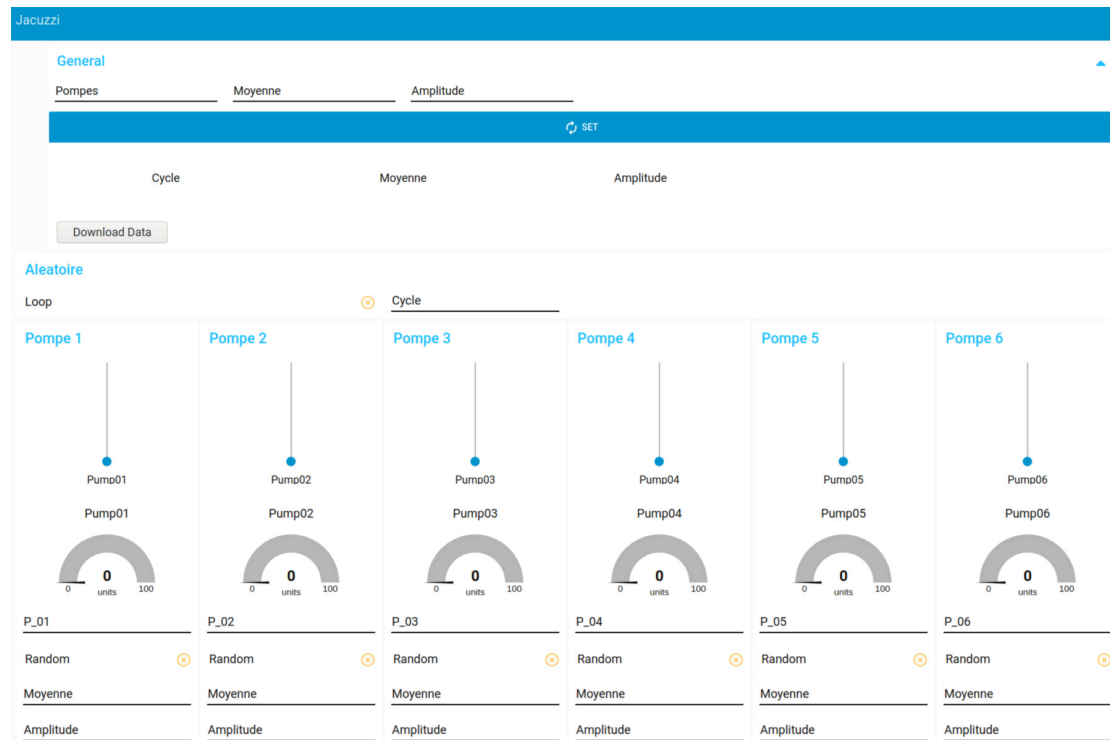 Jacuzzi
General
Pompes Moyenne Amplitude
SET
Cycle Moyenne Amplitude
Download Data
Aleatoire
Loop Cycle
Pompe 1 Pompe 2 Pompe 3 Pompe 4 Pompe 5 Pompe 6
Pump01 Pump02 Pump03 Pump04 Pump05 Pump06
Pump01 Pump02 Pump03 Pump04 Pump05 Pump06
0 0 0 0 0 0
0 units 100 0 units 100 0 units 100 0 units 100 0 units 100 0 units 100
P_01 P_02 P_03 P_04 P_05 P_06
Random Random Random Random Random Random
Moyenne Moyenne Moyenne Moyenne Moyenne Moyenne
Amplitude Amplitude Amplitude Amplitude Amplitude Amplitude